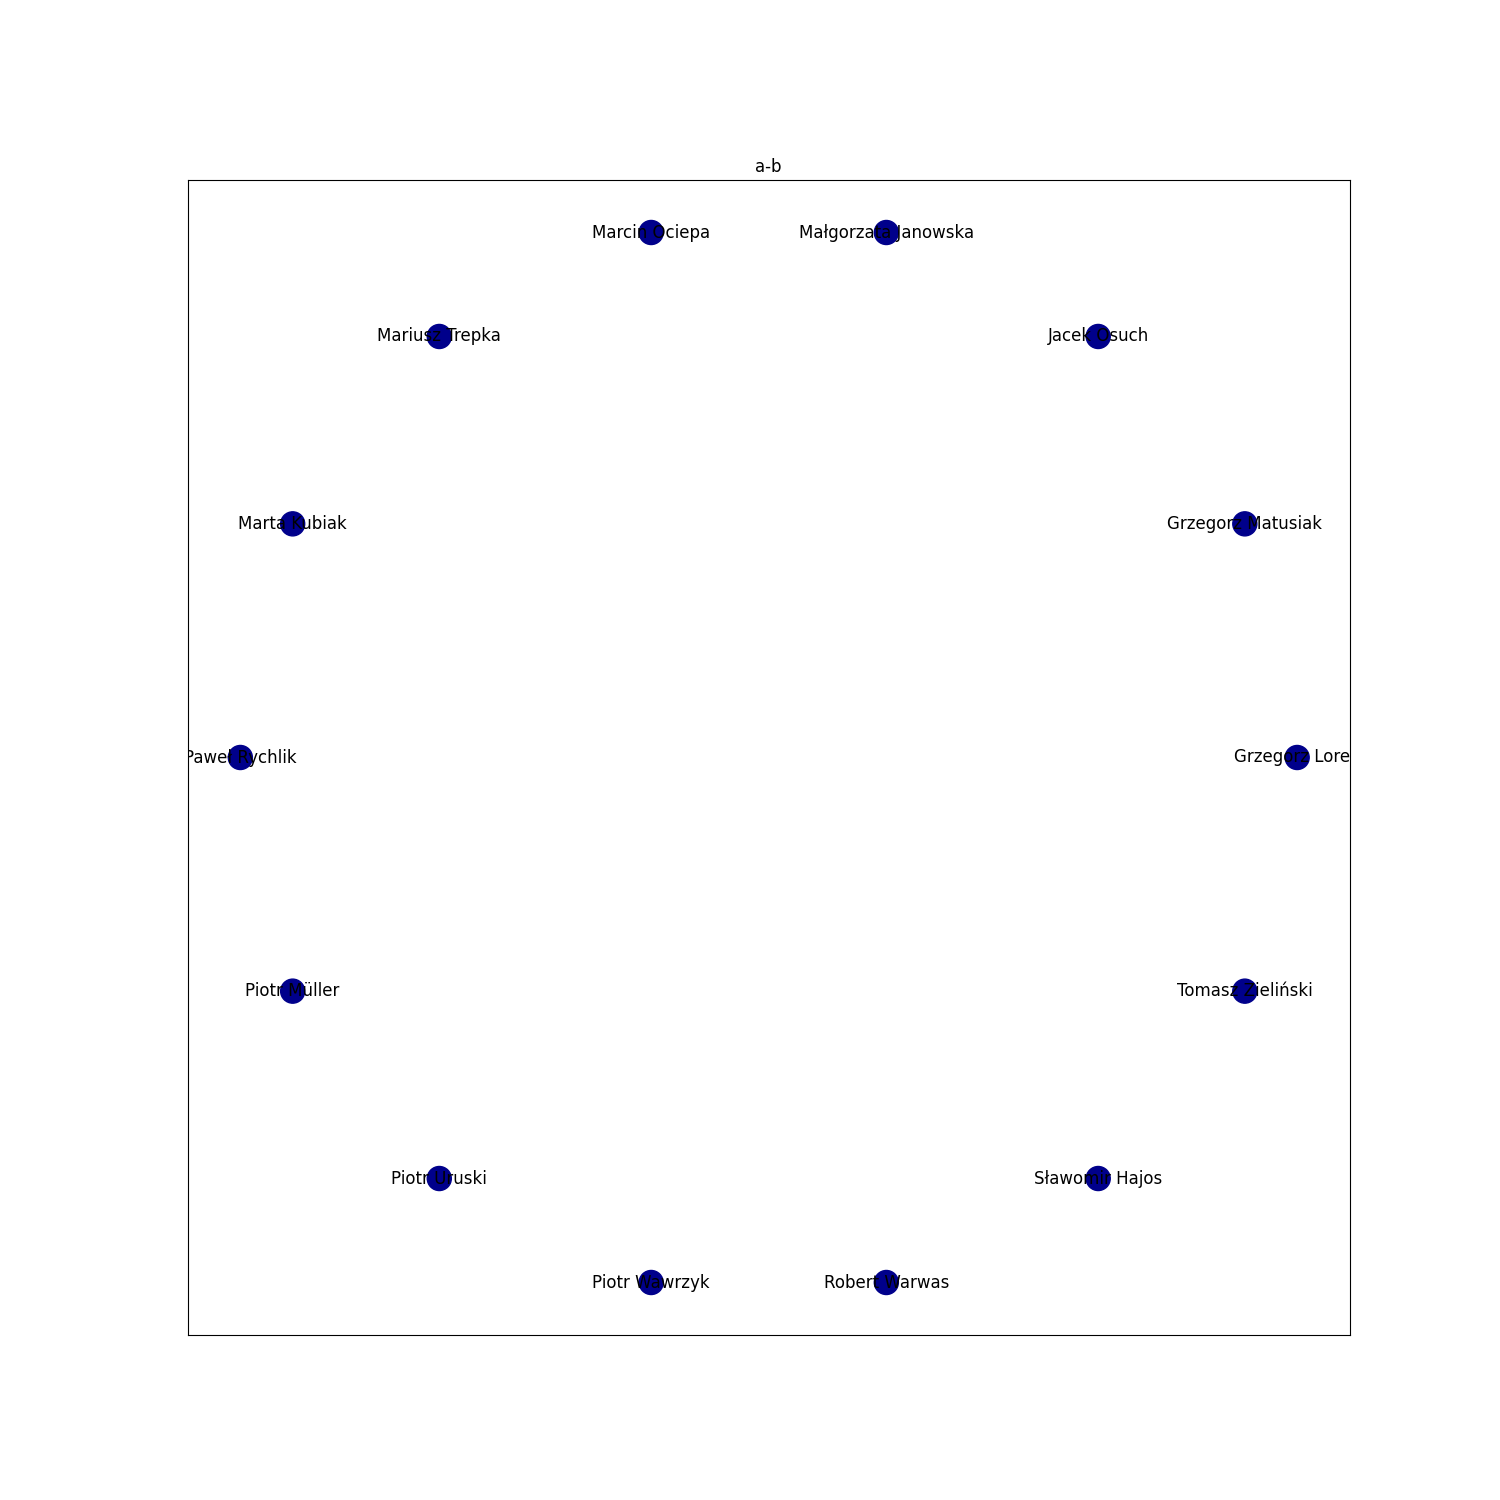 a-b
Marcin Ociepa
Małgorzata Janowska
Mariusz Trepka
Jacek Osuch
Marta Kubiak
Grzegorz Matusiak
Paweł Rychlik
Grzegorz Lore
Piotr Müller
Tomasz Zieliński
Piotr Uruski
Sławomir Hajos
Piotr Wawrzyk
Robert Warwas